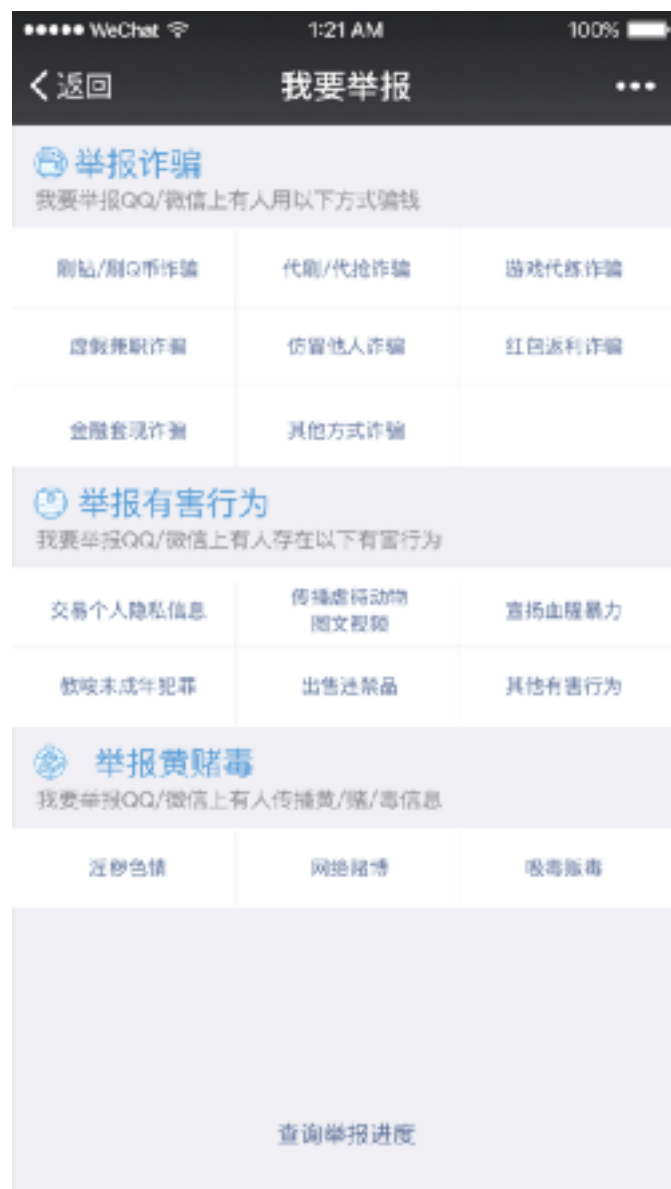 WeChat 1:21 AM 100%
返回 我要举报
举报诈骗
我要举报QQ/微信上有人用以下方式骗钱
刷钻/刷Q币诈骗 代刷/代抢诈骗 游戏代练诈骗
虚假兼职诈骗 仿冒他人诈骗 红包返利诈骗
金融套现诈骗 其他方式诈骗
举报有害行为
我要举报QQ/微信上有人存在以下有害行为
交易个人隐私信息 传播虐待动物 宣扬血腥暴力
图文视频
教唆未成年犯罪 出售违禁品 其他有害行为
举报黄赌毒
我要举报QQ/微信上有人传播黄/赌/毒信息
淫秽色情 网络赌博 吸毒贩毒
查询举报进度